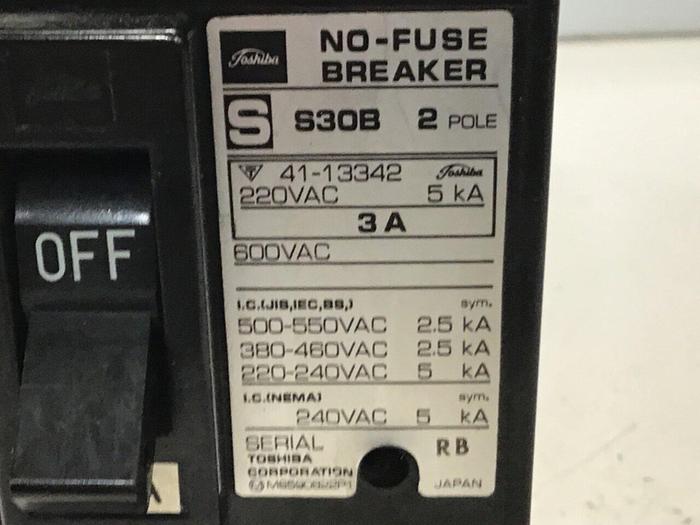 Toshiba
NO-FUSE
BREAKER
S S30B 2 POLE
41-13342 Toshiba
220VAC 5 kA
3 A
600VAC
I.C.(JIS,IEC,BS,) sym.
500-550VAC 2.5 kA
380-460VAC 2.5 kA
220-240VAC 5 kA
I.C.(NEMA) sym.
240VAC 5 kA
SERIAL RB
TOSHIBA
CORPORATION
JAPAN
OFF